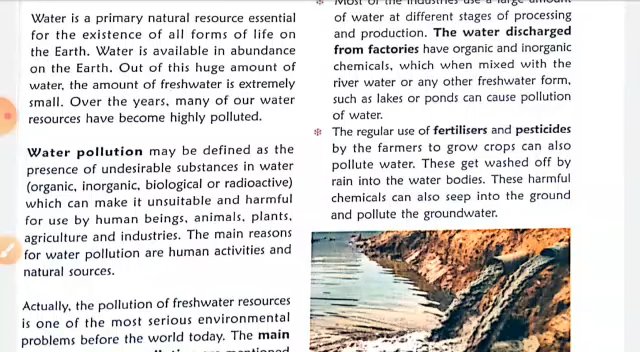 Water is a primary natural resource essential
for the existence of all forms of life on
the Earth. Water is available in abundance
on the Earth. Out of this huge amount of
water, the amount of freshwater is extremely
small. Over the years, many of our water
resources have become highly polluted.
Water pollution may be defined as the
presence of undesirable substances in water
(organic, inorganic, biological or radioactive)
which can make it unsuitable and harmful
for use by human beings, animals, plants,
agriculture and industries. The main reasons
for water pollution are human activities and
natural sources.
Actually, the pollution of freshwater resources
is one of the most serious environmental
problems before the world today. The main
Most of the industries use a large amount
of water at different stages of processing
and production. The water discharged
from factories have organic and inorganic
chemicals, which when mixed with the
river water or any other freshwater form,
such as lakes or ponds can cause pollution
of water.
The regular use of fertilisers and pesticides
by the farmers to grow crops can also
pollute water. These get washed off by
rain into the water bodies. These harmful
chemicals can also seep into the ground
and pollute the groundwater.